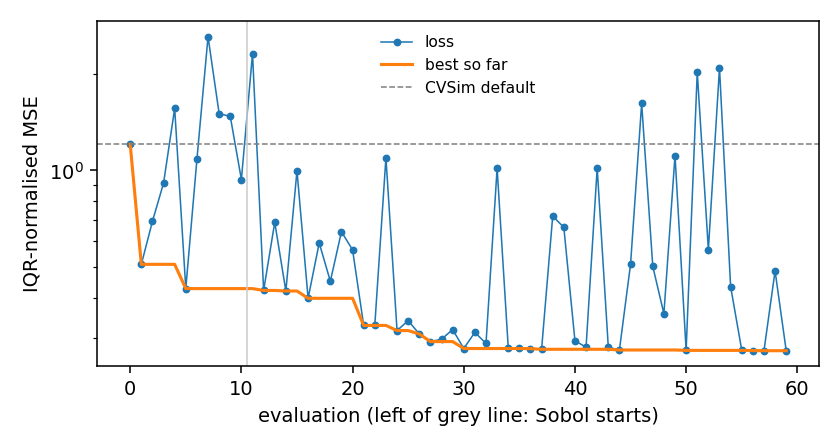 loss
best so far
CVSim default
IQR-normalised MSE
10⁰
0 10 20 30 40 50 60
evaluation (left of grey line: Sobol starts)